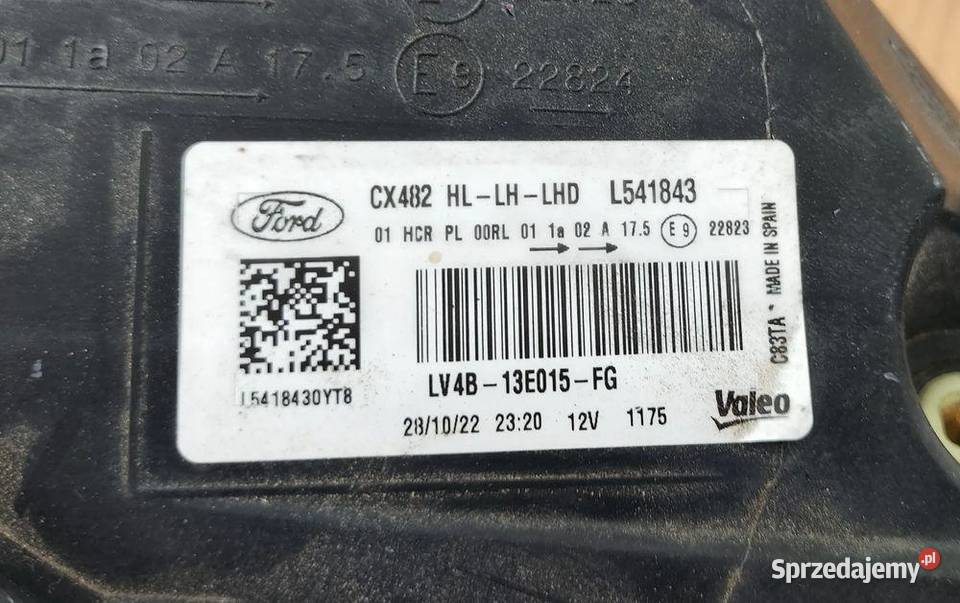 01 1a 02 A 17.5 E 9 22824
Ford
CX482 HL-LH-LHD L541843
01 HCR PL 00RL 01 1a 02 A 17.5 E 9 22823
C83TA * MADE IN SPAIN
L5418430YT8
LV4B-13E015-FG
28/10/22 23:20 12V 1175
Valeo
Sprzedajemy.pl